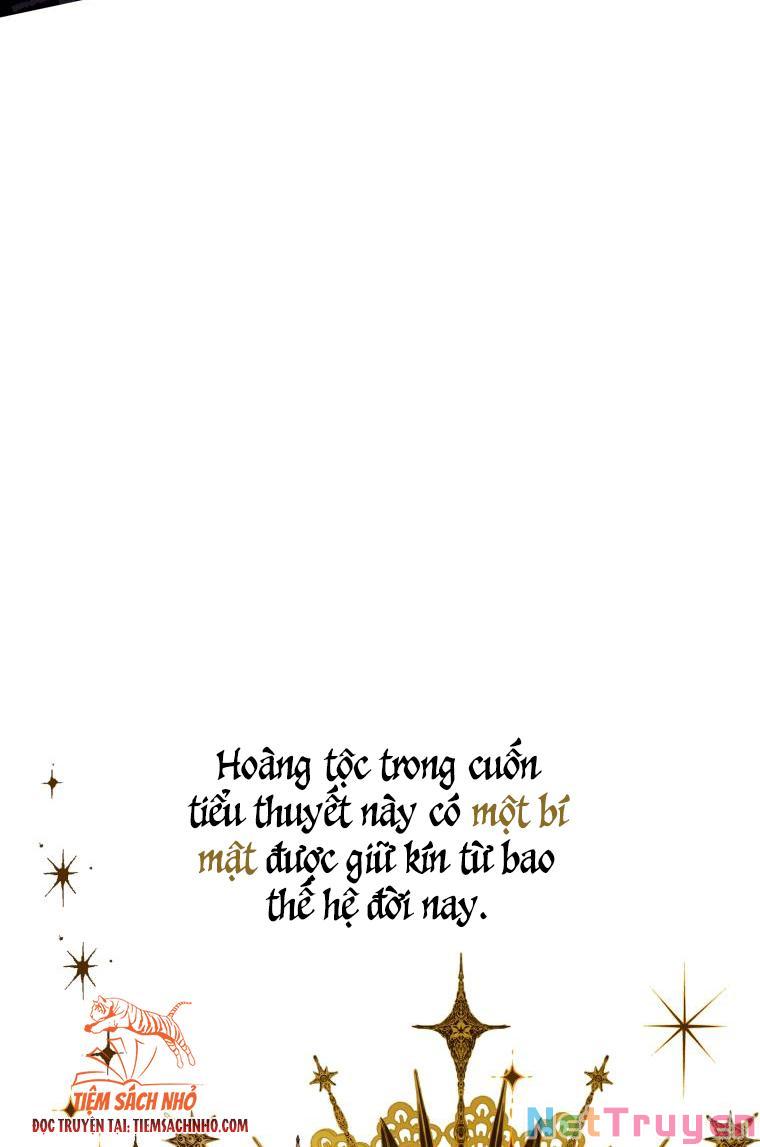 Hoàng tộc trong cuốn
tiểu thuyết này có một bí
mật được giữ kín từ bao
thế hệ đời nay.
TIỆM SÁCH NHỎ
ĐỌC TRUYỆN TẠI: TIEMSACHNHO.COM
NetTruyen